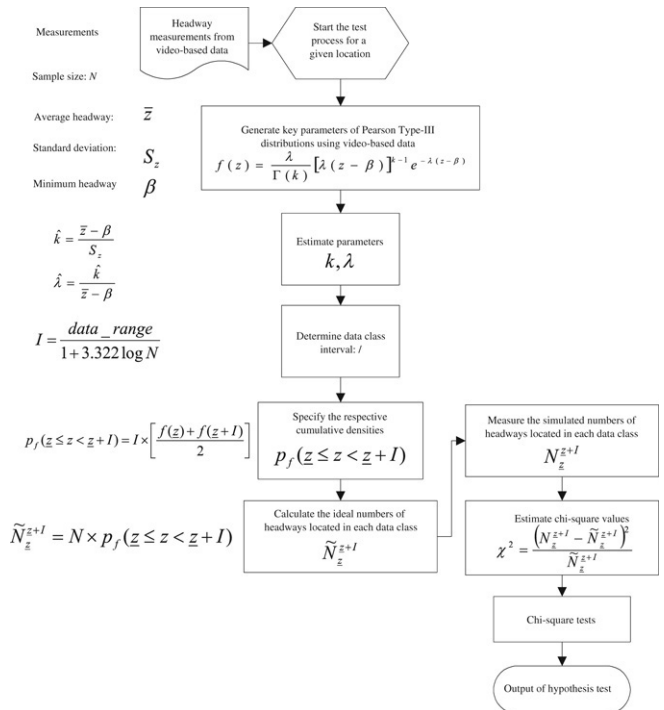 Measurements
Headway
measurements from
video-based data
Start the test
process for a
given location
Sample size: N
Average headway: z̅
Standard deviation: S_z
Minimum headway β
Generate key parameters of Pearson Type-III
distributions using video-based data
f(z) = λ/Γ(k) [λ(z − β)]^{k−1} e^{−λ(z−β)}
k̂ = (z̅ − β)/S_z
λ̂ = k̂/(z̅ − β)
I = data_range/(1+3.322 log N)
Estimate parameters
k, λ
Determine data class
interval: I
p_f(z̲ ≤ z < z̲ + I) = I × [(f(z̲) + f(z̲ + I))/2]
Specify the respective
cumulative densities
p_f(z̲ ≤ z < z̲ + I)
Ñ_z̲^{z̲+I} = N × p_f(z̲ ≤ z < z̲ + I)
Calculate the ideal numbers of
headways located in each data class
Ñ_z̲^{z̲+I}
Measure the simulated numbers of
headways located in each data class
N_z̲^{z̲+I}
Estimate chi-square values
χ² = (N_z̲^{z̲+I} − Ñ_z̲^{z̲+I})²/Ñ_z̲^{z̲+I}
Chi-square tests
Output of hypothesis test